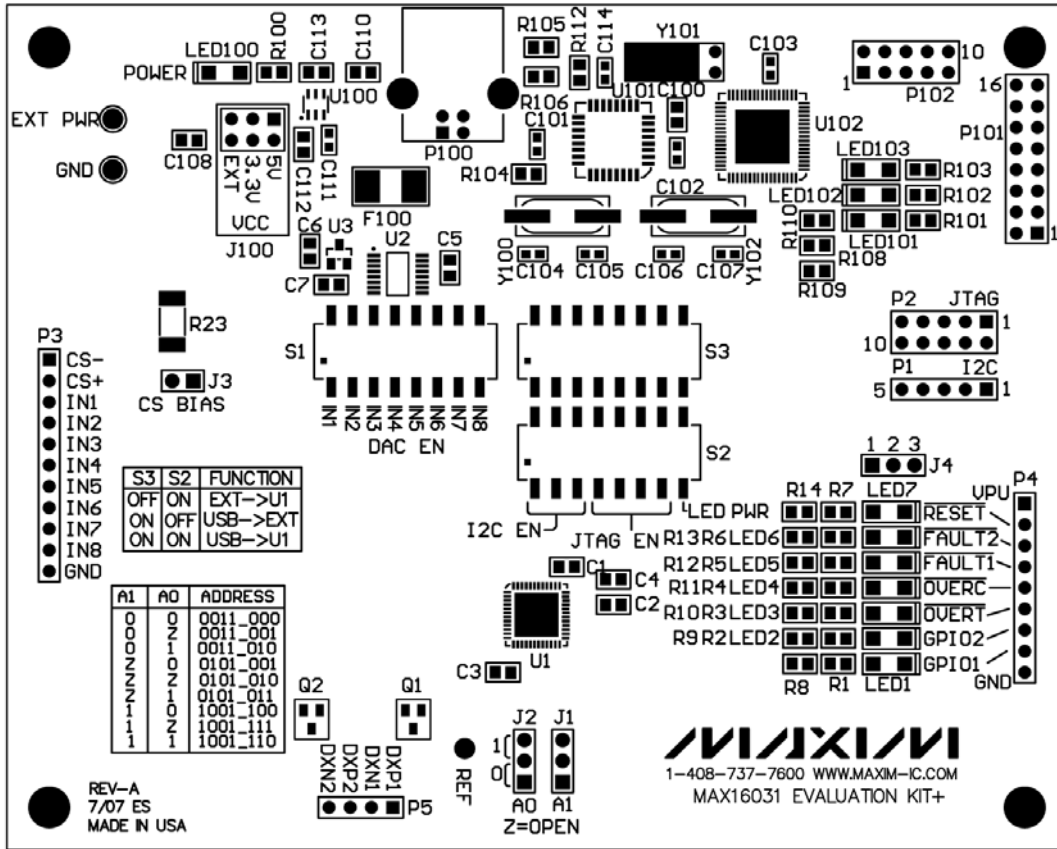 LED100
R100
C113
C110
R105
R112
C114
Y101
C103
10
1
P102
16
POWER
U100
R106
U101
C100
U102
P101
EXT PWR
C108
5V
3.3V
EXT
VCC
J100
C112
C111
P100
C101
R104
GND
F100
C102
LED103
R103
LED102
R102
LED101
R101
1
R110
R108
R109
C6
U3
U2
C5
C7
Y100
C104
C105
C106
C107
Y102
P2 JTAG
1
10
P1 I2C
5
1
R23
S1
S3
P3
CS-
CS+
IN1
IN2
IN3
IN4
IN5
IN6
IN7
IN8
GND
J3
CS BIAS
IN1
IN2
IN3
IN4
IN5
IN6
IN7
IN8
DAC EN
S2
1 2 3
J4
P4
S3 S2 FUNCTION
OFF ON EXT->U1
ON OFF USB->EXT
ON ON USB->U1
I2C EN
JTAG EN
LED PWR
R14 R7 LED7
VPU
RESET
R13 R6 LED6
FAULT2
R12 R5 LED5
FAULT1
R11 R4 LED4
OVERC
R10 R3 LED3
OVERT
R9 R2 LED2
GPIO2
GPIO1
R8 R1 LED1
GND
C1
C4
C2
U1
C3
A1 A0 ADDRESS
0 0 0011_000
0 Z 0011_001
0 1 0011_010
Z 0 0101_001
Z Z 0101_010
Z 1 0101_011
1 0 1001_100
1 Z 1001_111
1 1 1001_110
Q2
Q1
DXN2
DXP2
DXN1
DXP1
P5
REF
J2 J1
1
0
A0 A1
Z=OPEN
MAXIM
1-408-737-7600 WWW.MAXIM-IC.COM
MAX16031 EVALUATION KIT+
REV-A
7/07 ES
MADE IN USA